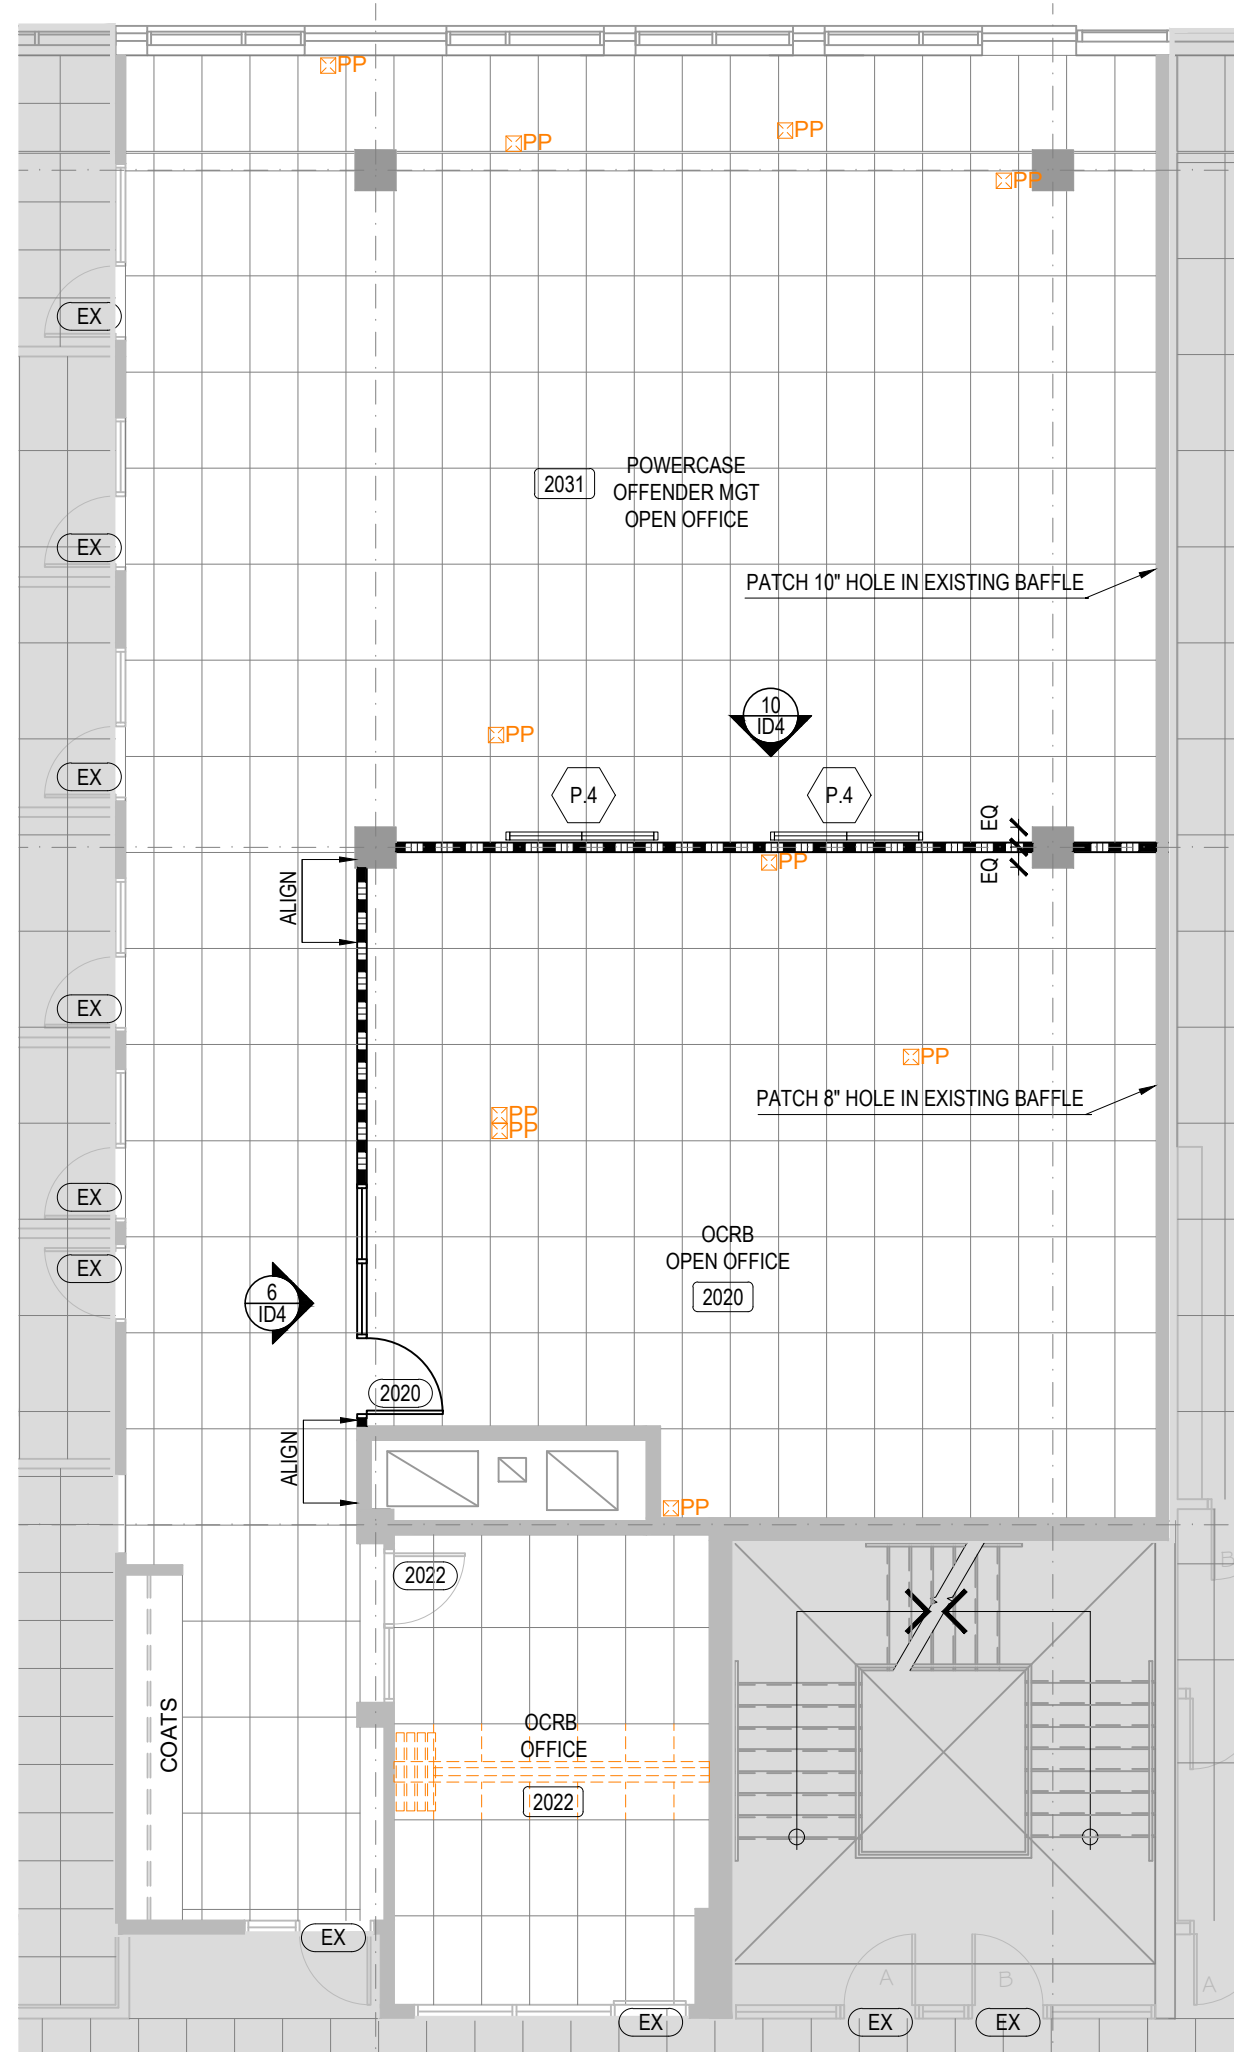 PP
PP
PP
PP
EX
POWERCASE
2031
OFFENDER MGT
OPEN OFFICE
EX
PATCH 10" HOLE IN EXISTING BAFFLE
10
ID4
PP
EX
P.4
P.4
EQ
PP
EQ
ALIGN
EX
PP
PATCH 8" HOLE IN EXISTING BAFFLE
PP
PP
EX
OCRB
OPEN OFFICE
EX
2020
6
ID4
2020
ALIGN
PP
B
2022
COATS
OCRB
OFFICE
2022
EX
A
B
A
EX
EX
EX